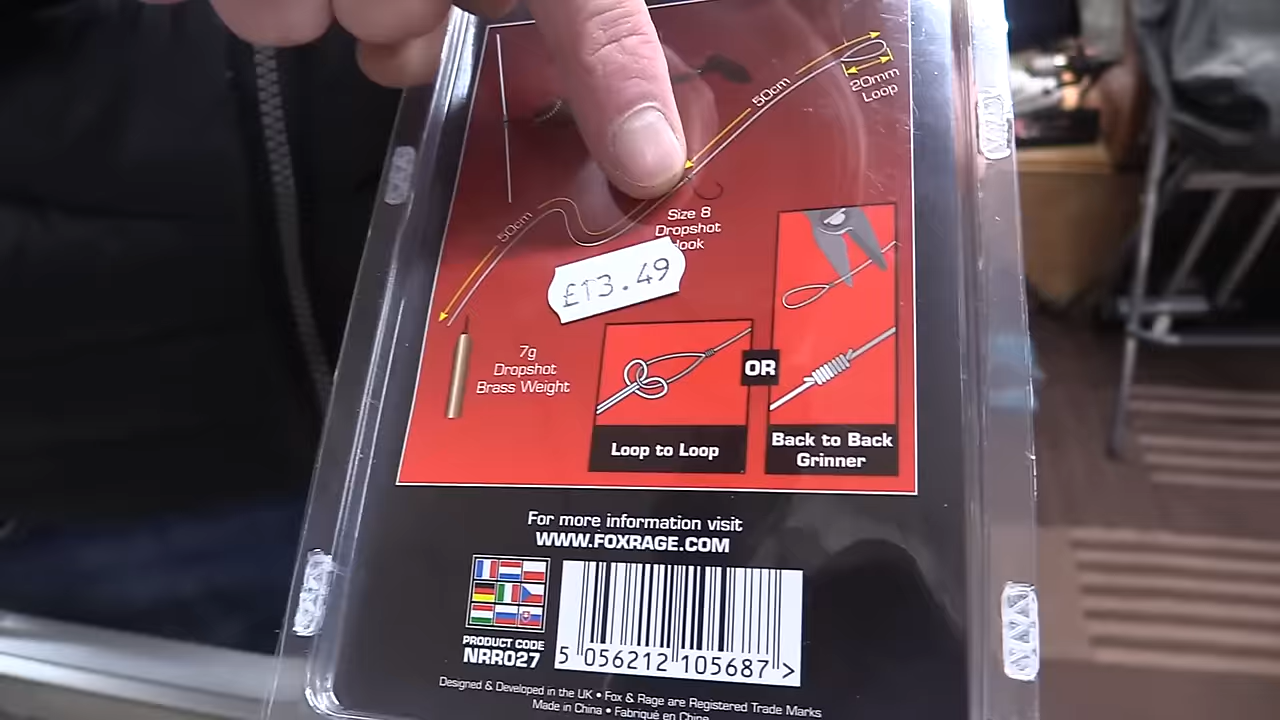 50cm
20mm
Loop
50cm
Size 8
Dropshot
Hook
£13.49
7g
Dropshot
Brass Weight
OR
Loop to Loop
Back to Back
Grinner
For more information visit
WWW.FOXRAGE.COM
PRODUCT CODE
NRR027
5 056212 105687 >
Designed & Developed in the UK • Fox & Rage are Registered Trade Marks
Made in China • Fabriqué en Chine